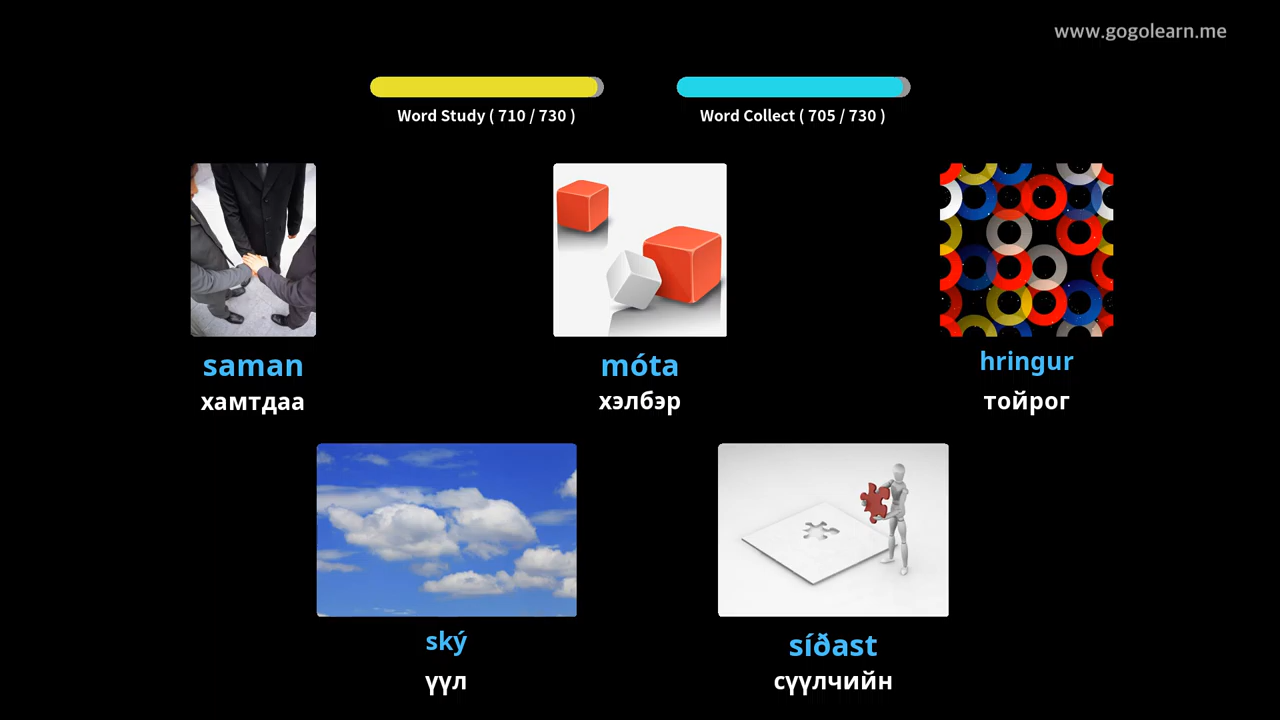 www.gogolearn.me
Word Study ( 710 / 730 )
Word Collect ( 705 / 730 )
saman
хамтдаа
móta
хэлбэр
hringur
тойрог
ský
үүл
síðast
сүүлчийн